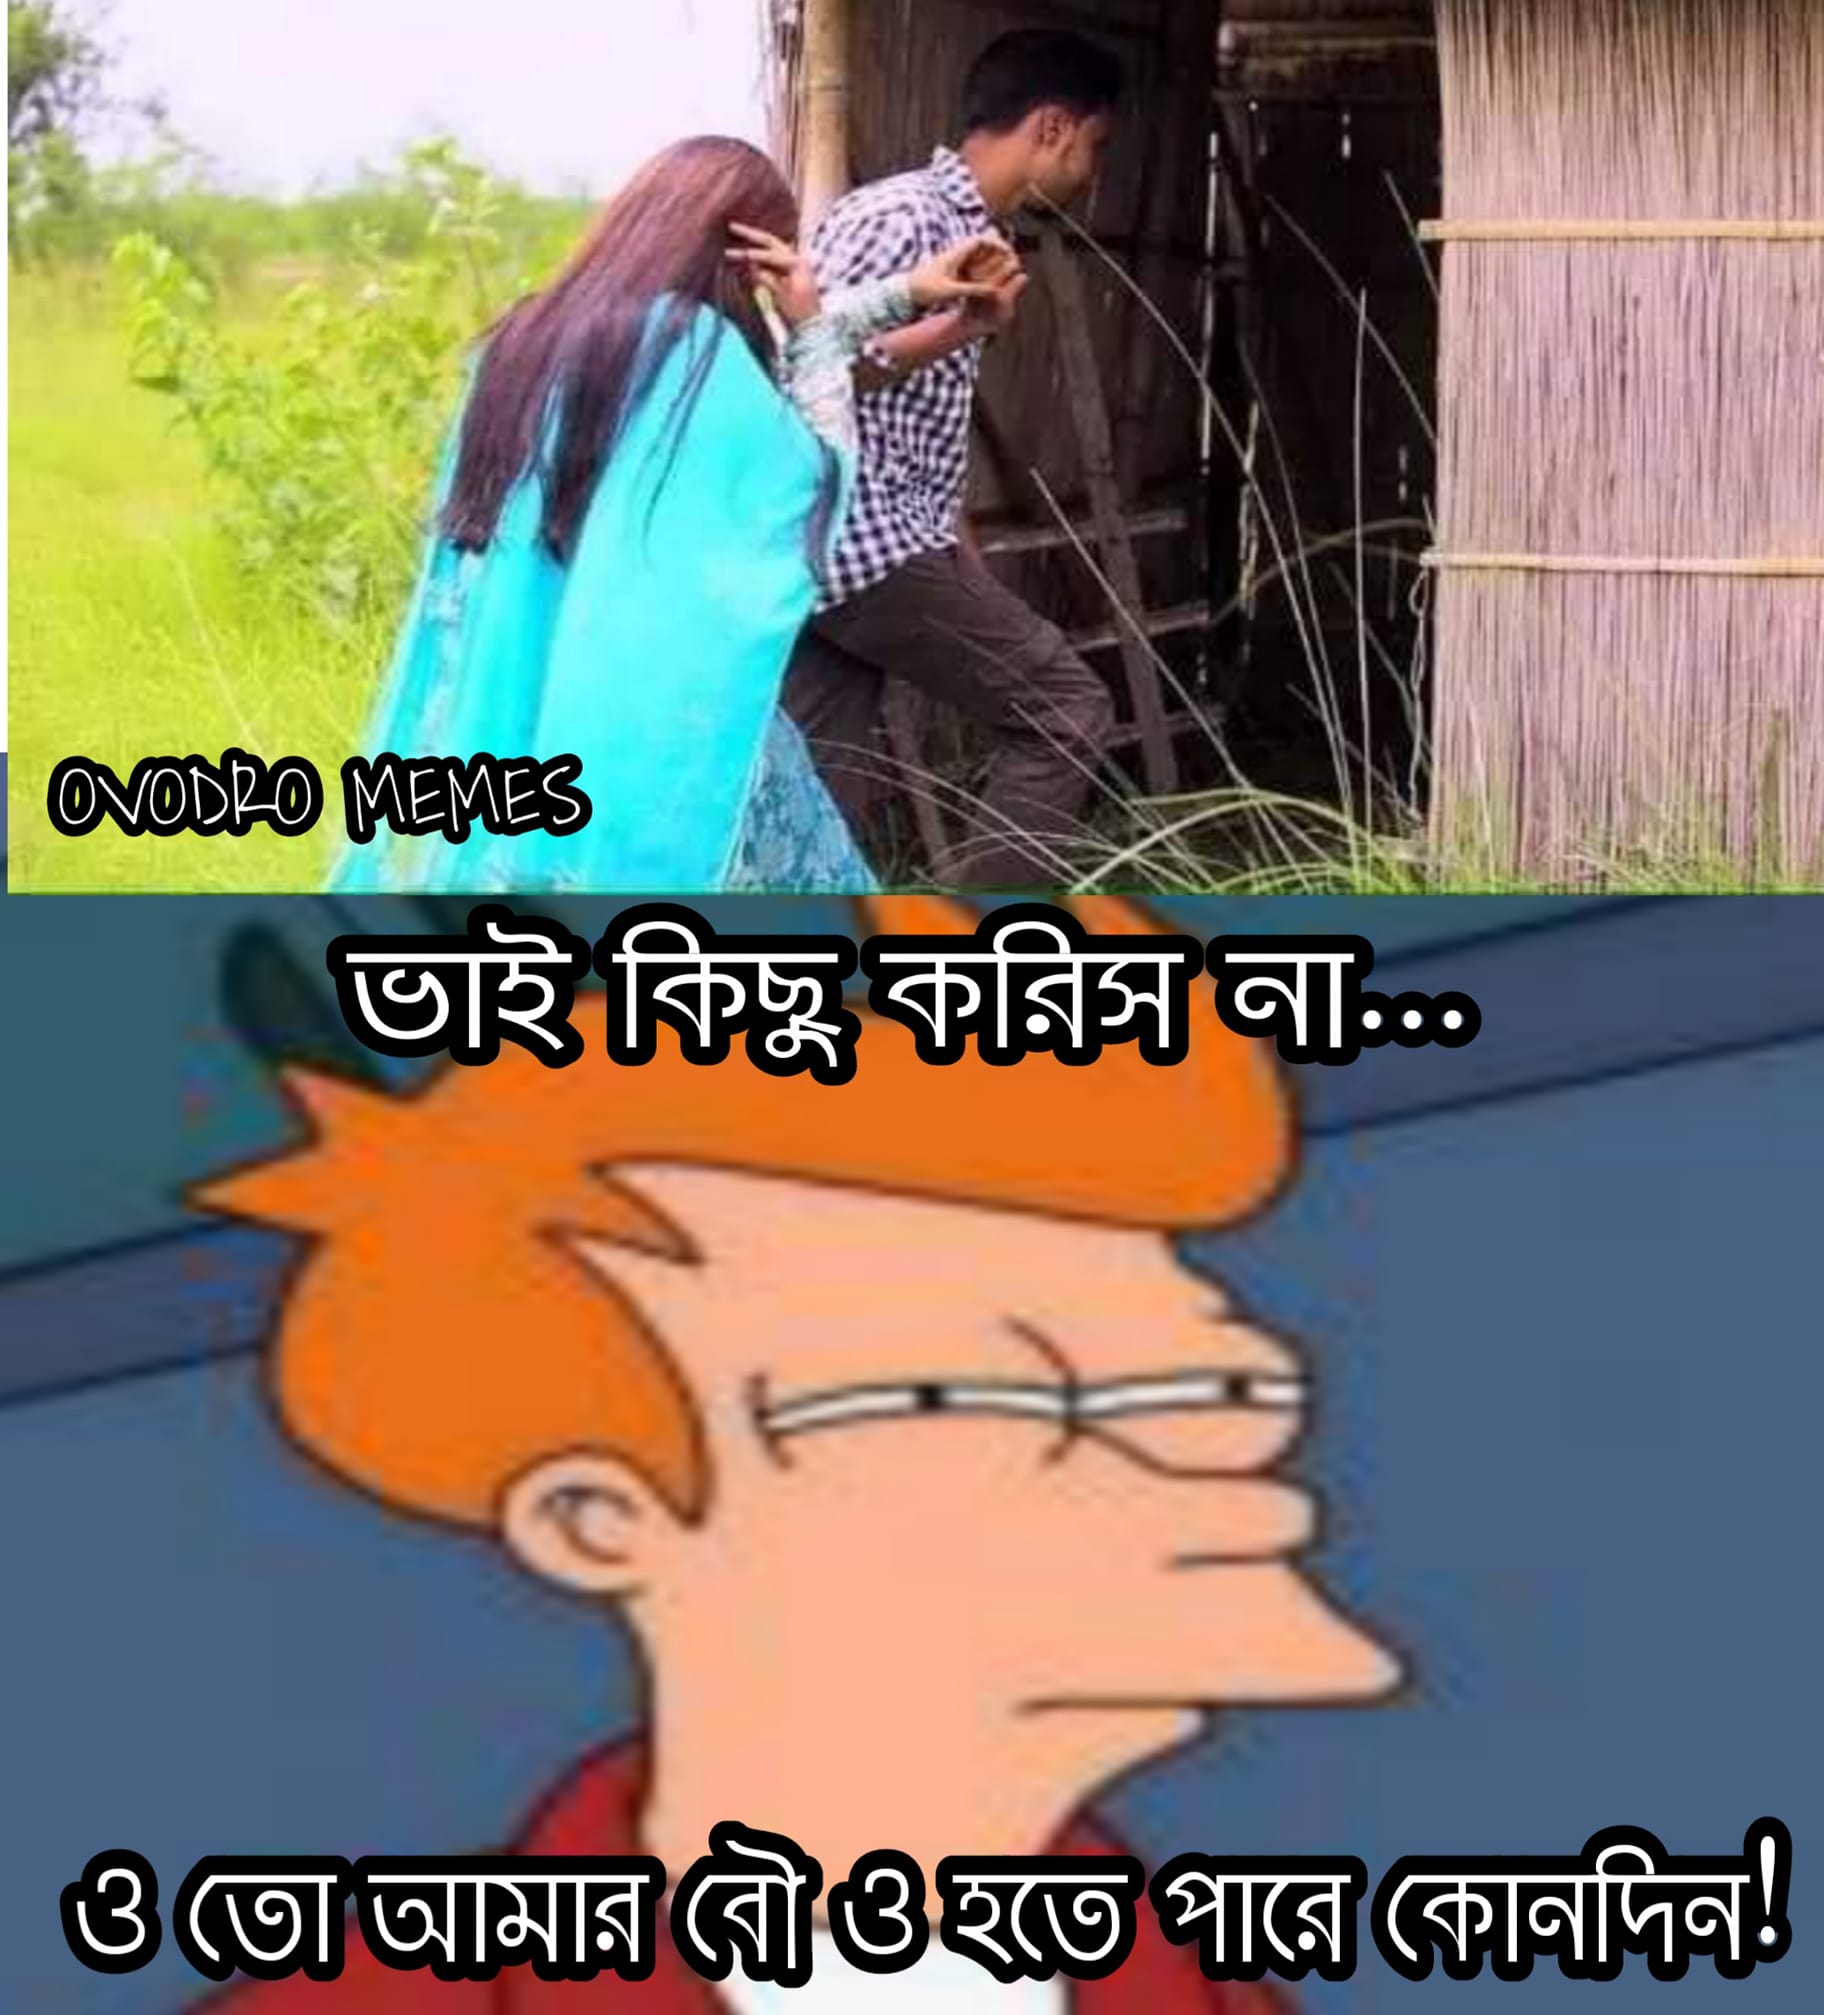 OVODRO MEMES
ভাই কিছু করিস না...
ও তো আমার বৌ ও হতে পারে কোনদিন!